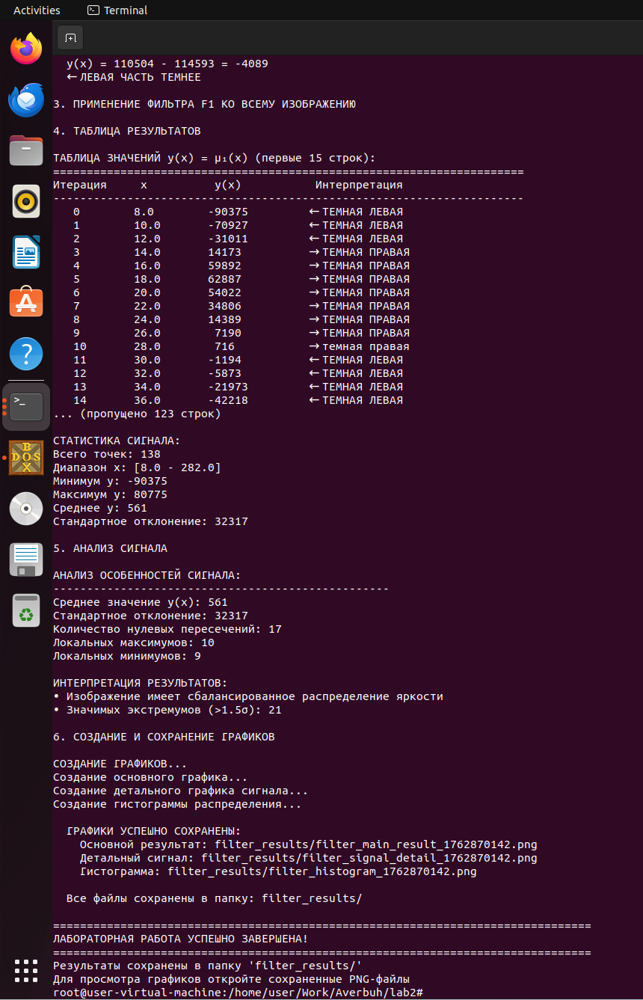 Activities
Terminal
y(x) = 110504 - 114593 = -4089
←ЛЕВАЯ ЧАСТЬ ТЕМНЕЕ
3. ПРИМЕНЕНИЕ ФИЛЬТРА F1 КО ВСЕМУ ИЗОБРАЖЕНИЮ
4. ТАБЛИЦА РЕЗУЛЬТАТОВ
ТАБЛИЦА ЗНАЧЕНИЙ y(x) = μ₁(x) (первые 15 строк):
======================================================================
Итерация x y(x) Интерпретация
----------------------------------------------------------------------
0 8.0 -90375 ←ТЕМНАЯ ЛЕВАЯ
1 10.0 -70927 ←ТЕМНАЯ ЛЕВАЯ
2 12.0 -31011 ←ТЕМНАЯ ЛЕВАЯ
3 14.0 14173 →ТЕМНАЯ ПРАВАЯ
4 16.0 59892 →ТЕМНАЯ ПРАВАЯ
5 18.0 62887 →ТЕМНАЯ ПРАВАЯ
6 20.0 54022 →ТЕМНАЯ ПРАВАЯ
7 22.0 34806 →ТЕМНАЯ ПРАВАЯ
8 24.0 14389 →ТЕМНАЯ ПРАВАЯ
9 26.0 7190 →ТЕМНАЯ ПРАВАЯ
10 28.0 716 →темная правая
11 30.0 -1194 ←ТЕМНАЯ ЛЕВАЯ
12 32.0 -5873 ←ТЕМНАЯ ЛЕВАЯ
13 34.0 -21973 ←ТЕМНАЯ ЛЕВАЯ
14 36.0 -42218 ←ТЕМНАЯ ЛЕВАЯ
... (пропущено 123 строк)
СТАТИСТИКА СИГНАЛА:
Всего точек: 138
Диапазон x: [8.0 - 282.0]
Минимум y: -90375
Максимум y: 80775
Среднее y: 561
Стандартное отклонение: 32317
5. АНАЛИЗ СИГНАЛА
АНАЛИЗ ОСОБЕННОСТЕЙ СИГНАЛА:
--------------------------------------------------
Среднее значение y(x): 561
Стандартное отклонение: 32317
Количество нулевых пересечений: 17
Локальных максимумов: 10
Локальных минимумов: 9
ИНТЕРПРЕТАЦИЯ РЕЗУЛЬТАТОВ:
• Изображение имеет сбалансированное распределение яркости
• Значимых экстремумов (>1.5σ): 21
6. СОЗДАНИЕ И СОХРАНЕНИЕ ГРАФИКОВ
СОЗДАНИЕ ГРАФИКОВ...
Создание основного графика...
Создание детального графика сигнала...
Создание гистограммы распределения...
ГРАФИКИ УСПЕШНО СОХРАНЕНЫ:
Основной результат: filter_results/filter_main_result_1762870142.png
Детальный сигнал: filter_results/filter_signal_detail_1762870142.png
Гистограмма: filter_results/filter_histogram_1762870142.png
Все файлы сохранены в папку: filter_results/
================================================================================
ЛАБОРАТОРНАЯ РАБОТА УСПЕШНО ЗАВЕРШЕНА!
================================================================================
Результаты сохранены в папку 'filter_results/'
Для просмотра графиков откройте сохраненные PNG-файлы
root@user-virtual-machine:/home/user/Work/Averbuh/lab2#